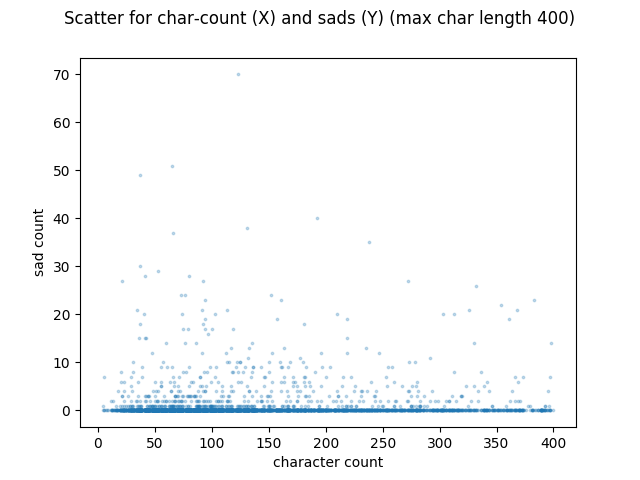 Scatter for char-count (X) and sads (Y) (max char length 400)
70
60
50
40
30
20
10
0
sad count
0 50 100 150 200 250 300 350 400
character count